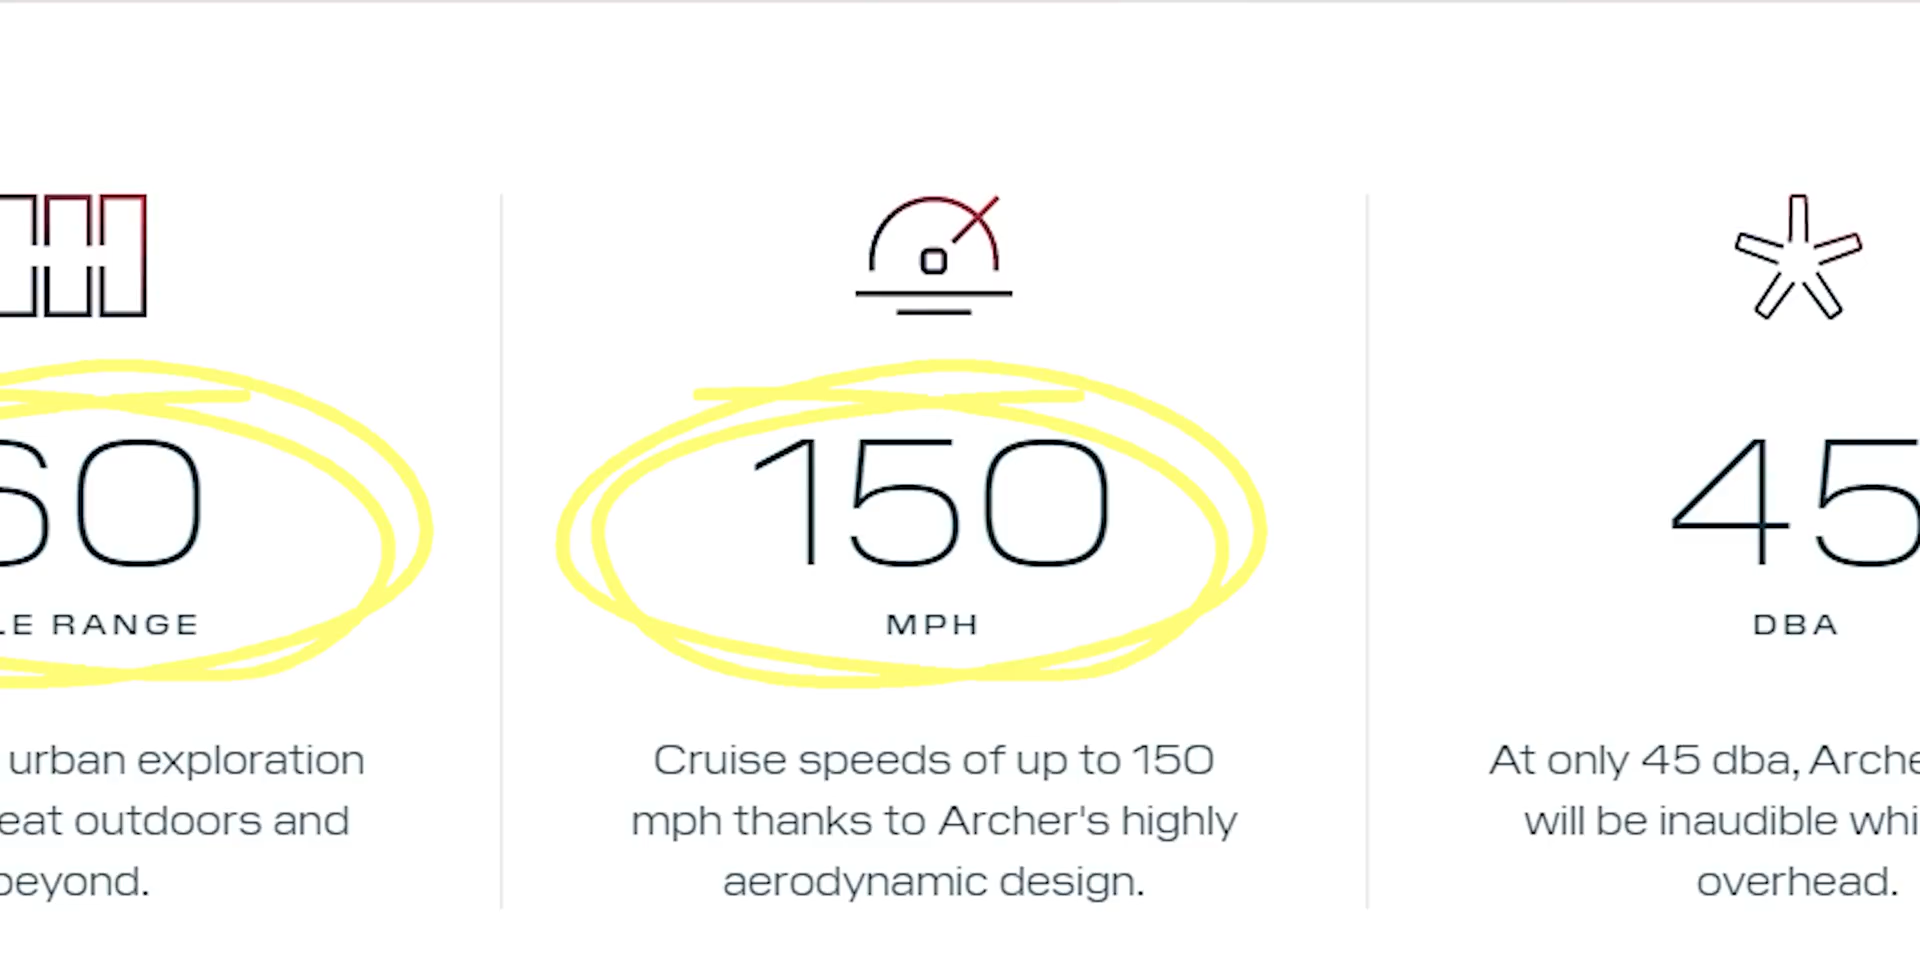 60
LE RANGE
urban exploration
eat outdoors and
beyond.
150
MPH
Cruise speeds of up to 150
mph thanks to Archer's highly
aerodynamic design.
45
DBA
At only 45 dba, Arche
will be inaudible whi
overhead.